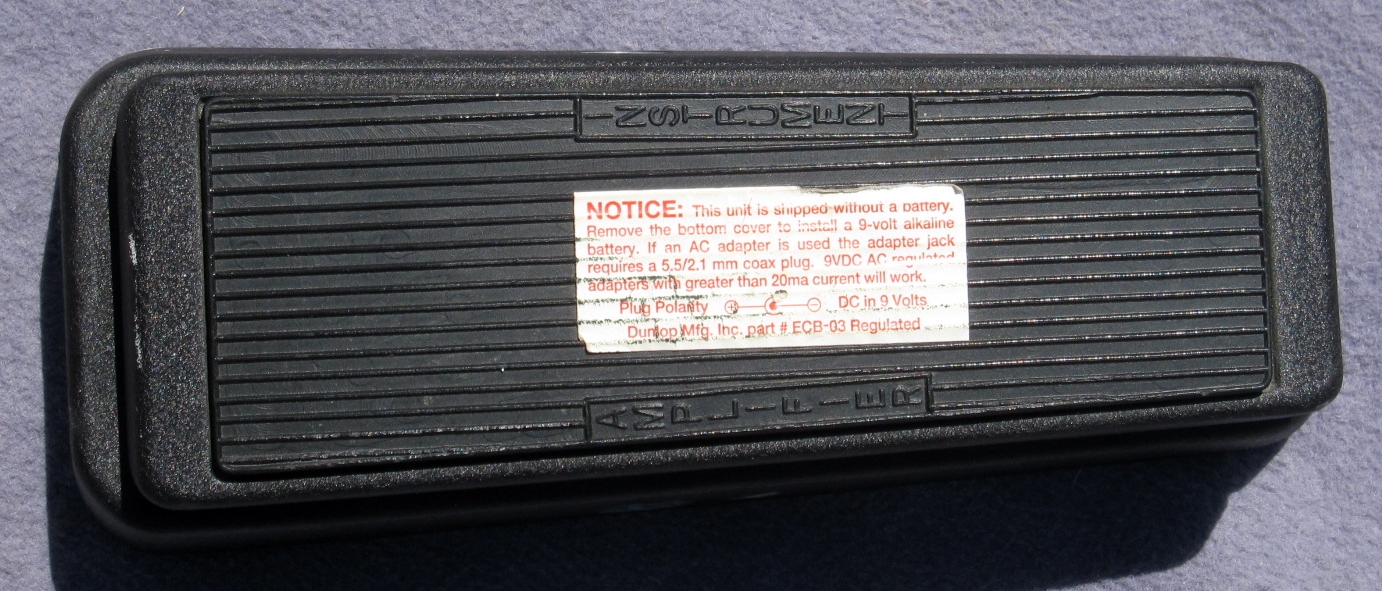 INSTRUMENT
NOTICE: This unit is shipped without a battery.
Remove the bottom cover to install a 9-volt alkaline
battery. If an AC adapter is used the adapter jack
requires a 5.5/2.1 mm coax plug. 9VDC AC regulated
adapters with greater than 20ma current will work.
Plug Polarity + - DC in 9 Volts
Dunlop Mfg. Inc. part # ECB-03 Regulated
AMPLIFIER